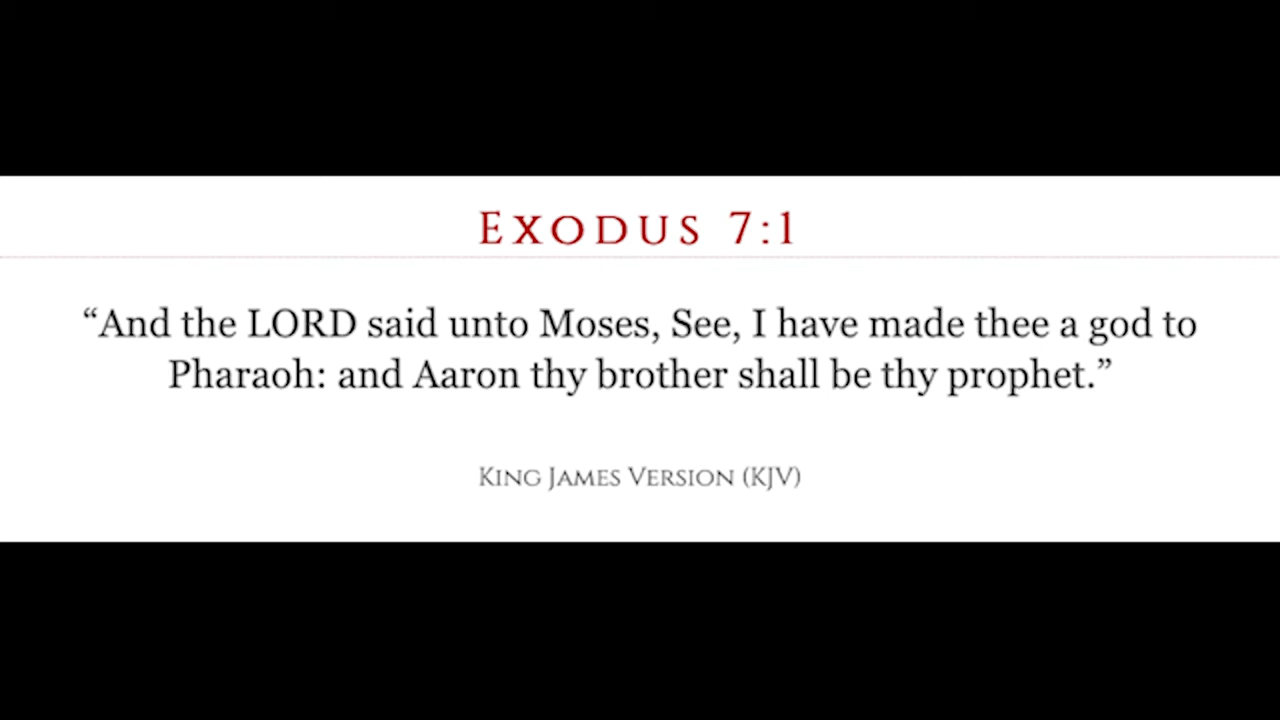 Exodus 7:1
“And the LORD said unto Moses, See, I have made thee a god to
Pharaoh: and Aaron thy brother shall be thy prophet.”
King James Version (KJV)